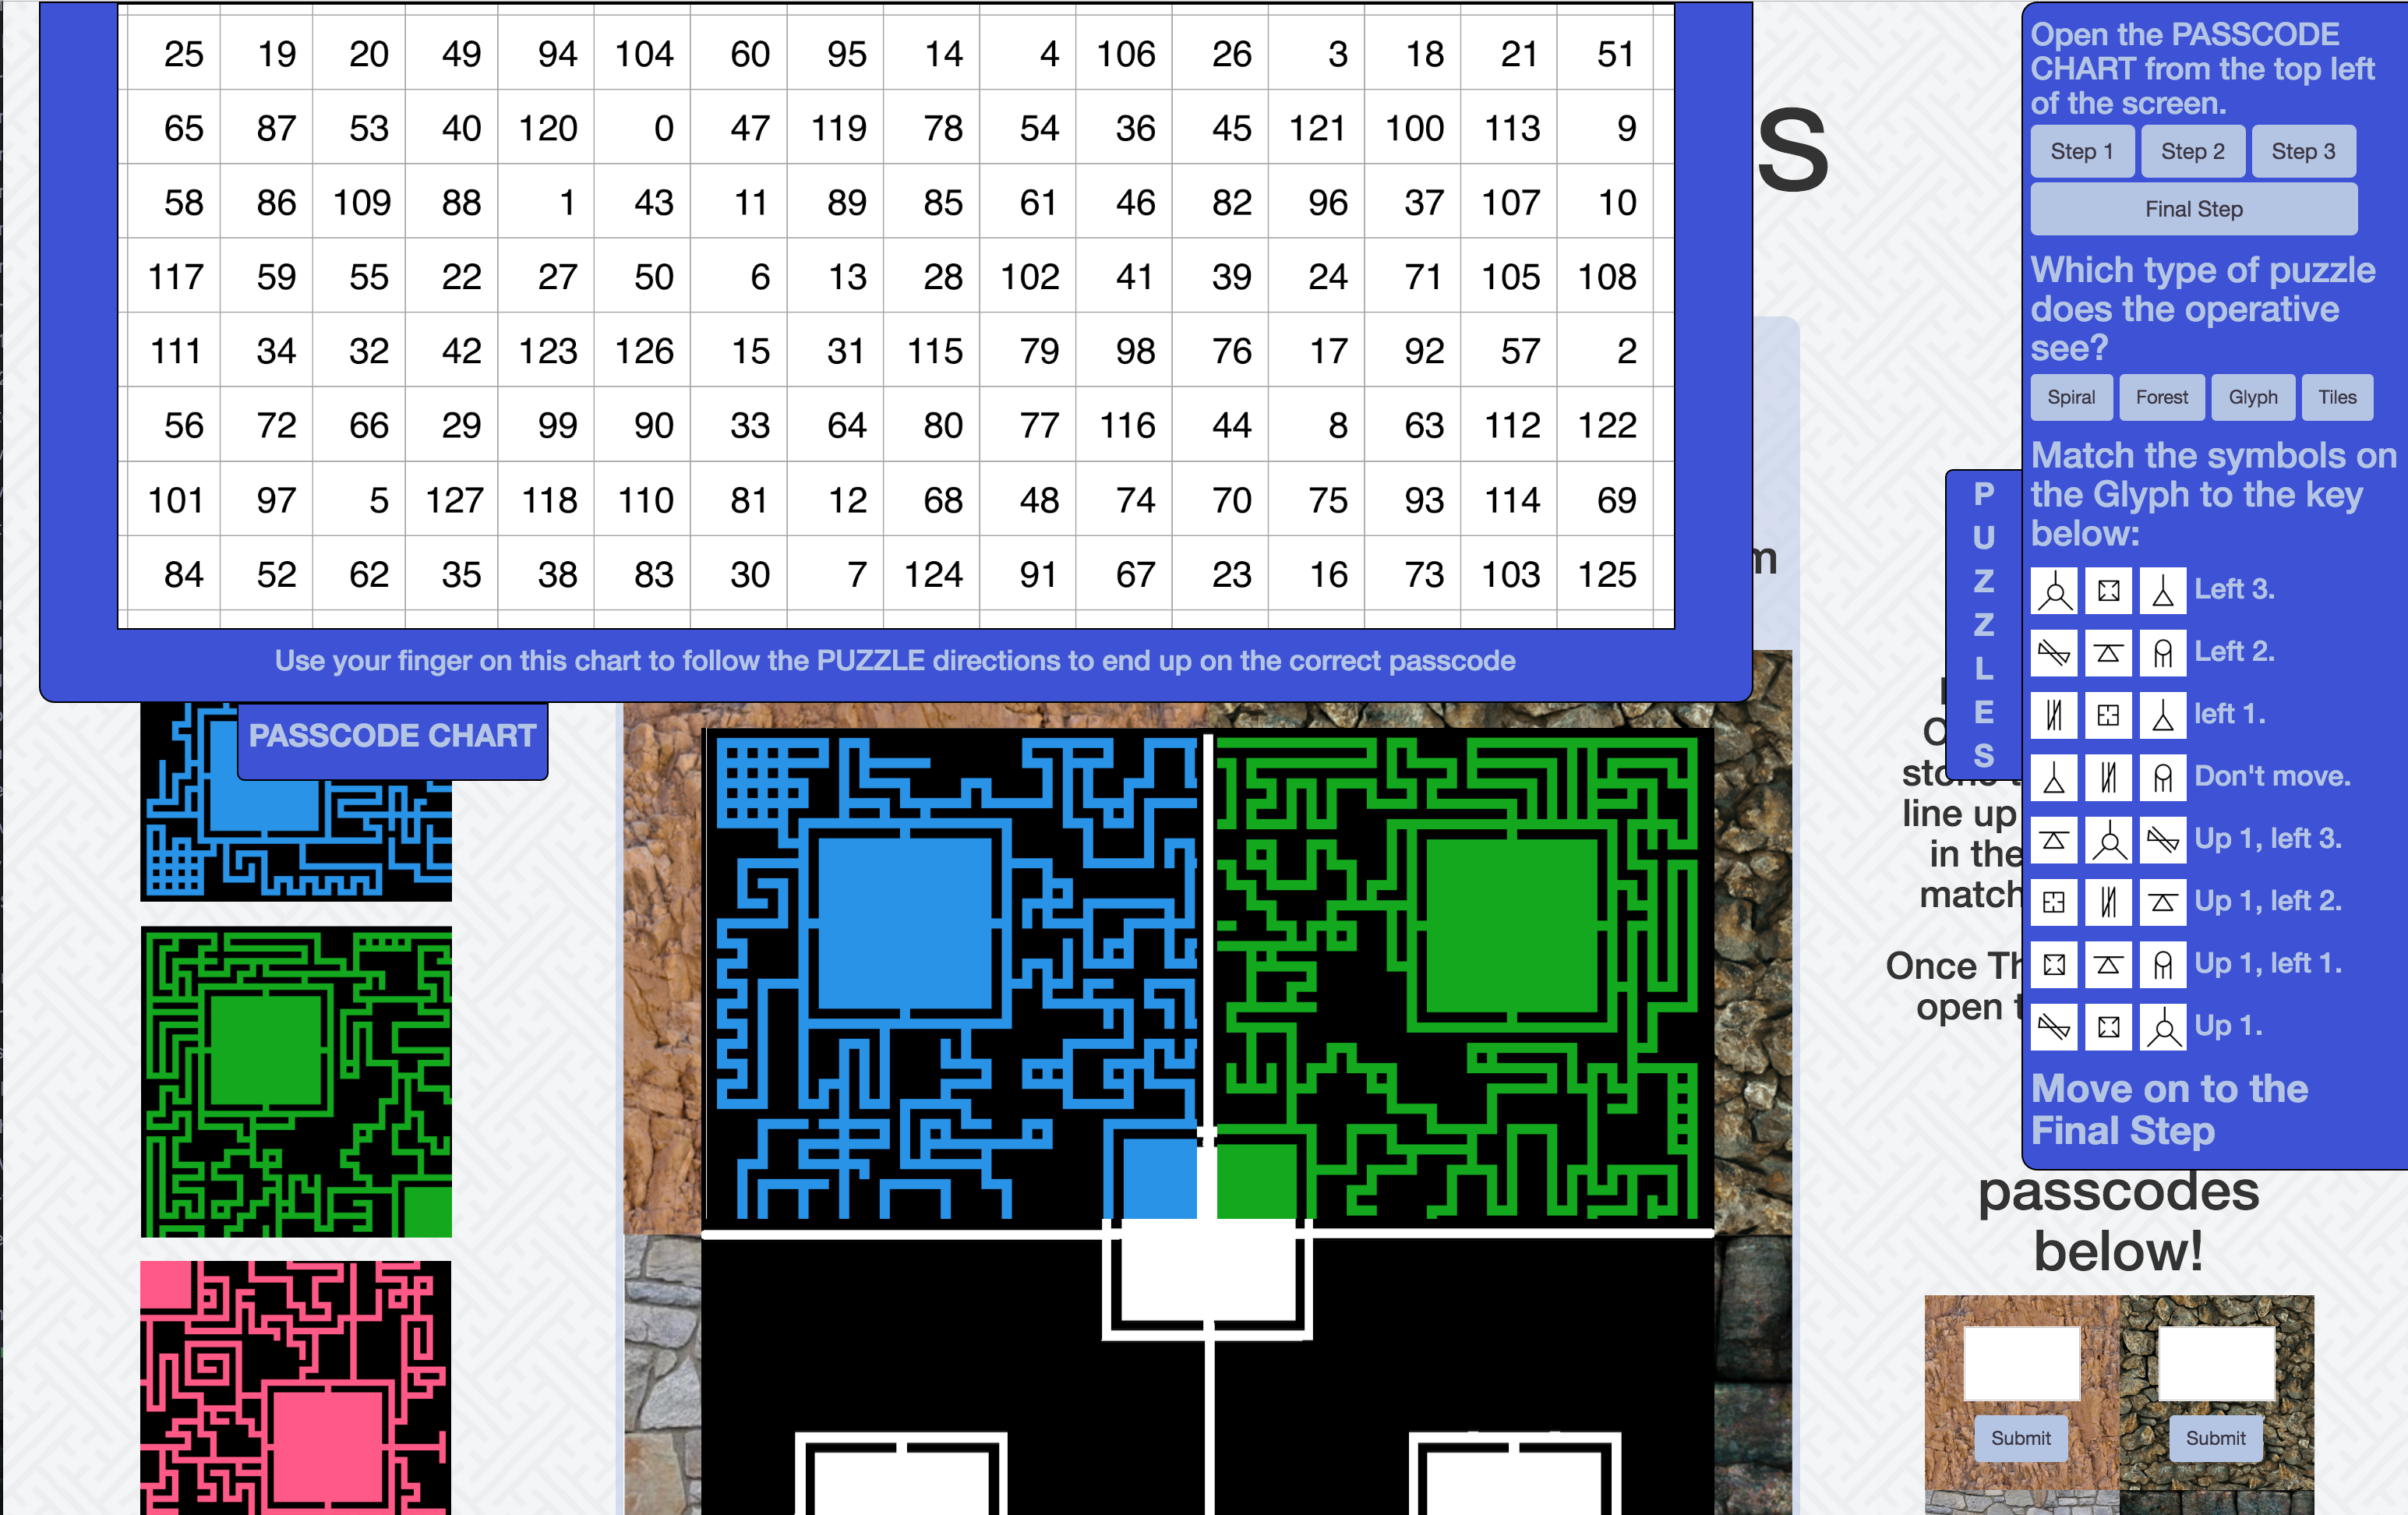 25 19 20 49 94 104 60 95 14 4 106 26 3 18 21 51
65 87 53 40 120 0 47 119 78 54 36 45 121 100 113 9
58 86 109 88 1 43 11 89 85 61 46 82 96 37 107 10
117 59 55 22 27 50 6 13 28 102 41 39 24 71 105 108
111 34 32 42 123 126 15 31 115 79 98 76 17 92 57 2
56 72 66 29 99 90 33 64 80 77 116 44 8 63 112 122
101 97 5 127 118 110 81 12 68 48 74 70 75 93 114 69
84 52 62 35 38 83 30 7 124 91 67 23 16 73 103 125
Use your finger on this chart to follow the PUZZLE directions to end up on the correct passcode
PASSCODE CHART
s
m
O
line up
in the
match
Once Th
open t
passcodes
below!
Submit
Submit
PUZZLES
Open the PASSCODE
CHART from the top left
of the screen.
Step 1
Step 2
Step 3
Final Step
Which type of puzzle
does the operative
see?
Spiral
Forest
Glyph
Tiles
Match the symbols on
the Glyph to the key
below:
Left 3.
Left 2.
left 1.
Don't move.
Up 1, left 3.
Up 1, left 2.
Up 1, left 1.
Up 1.
Move on to the
Final Step